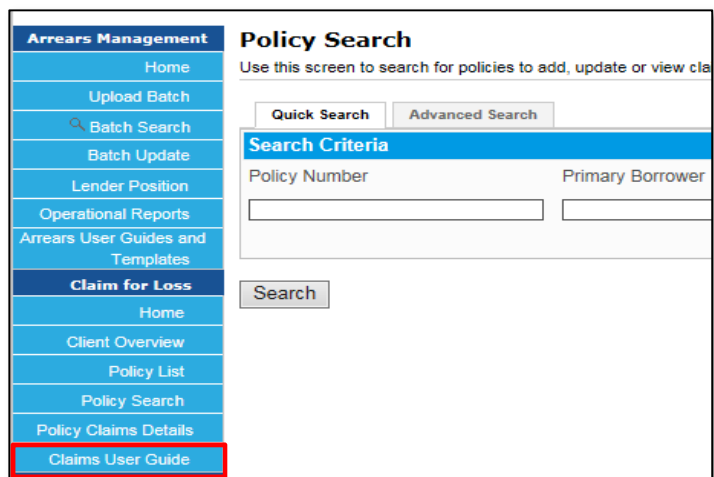 Arrears Management
Home
Upload Batch
Batch Search
Batch Update
Lender Position
Operational Reports
Arrears User Guides and
Templates
Claim for Loss
Home
Client Overview
Policy List
Policy Search
Policy Claims Details
Claims User Guide
Policy Search
Use this screen to search for policies to add, update or view cla
Quick Search Advanced Search
Search Criteria
Policy Number Primary Borrower
Search